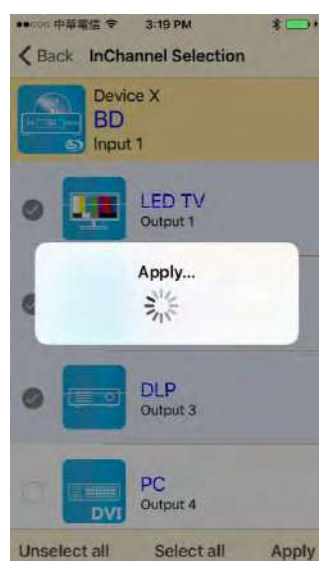 中華電信 3:19 PM
Back InChannel Selection
Device X
BD
Input 1
LED TV
Output 1
Apply...
DLP
Output 3
PC
Output 4
DVI
Unselect all Select all Apply